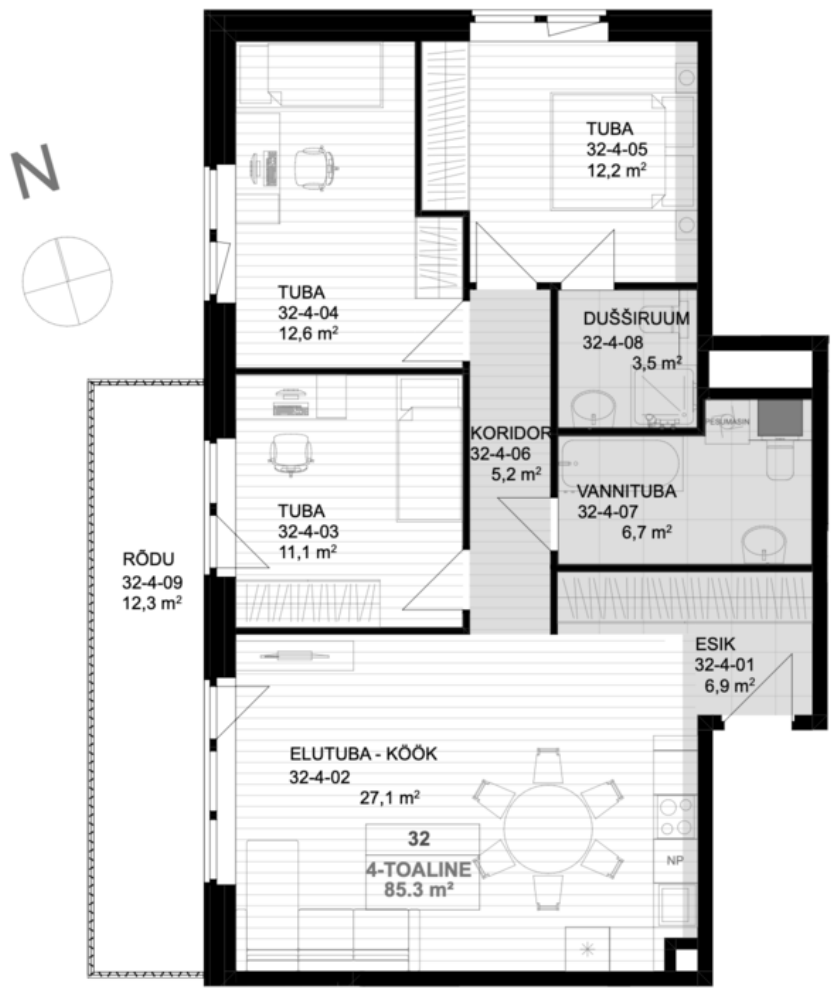 N
TUBA
32-4-05
12,2 m²
TUBA
32-4-04
12,6 m²
DUŠŠIRUUM
32-4-08
3,5 m²
PESUMASIN
KORIDOR
32-4-06
5,2 m²
VANNITUBA
32-4-07
6,7 m²
TUBA
32-4-03
11,1 m²
RÕDU
32-4-09
12,3 m²
ESIK
32-4-01
6,9 m²
ELUTUBA - KÖÖK
32-4-02
27,1 m²
32
4-TOALINE
85.3 m²
NP